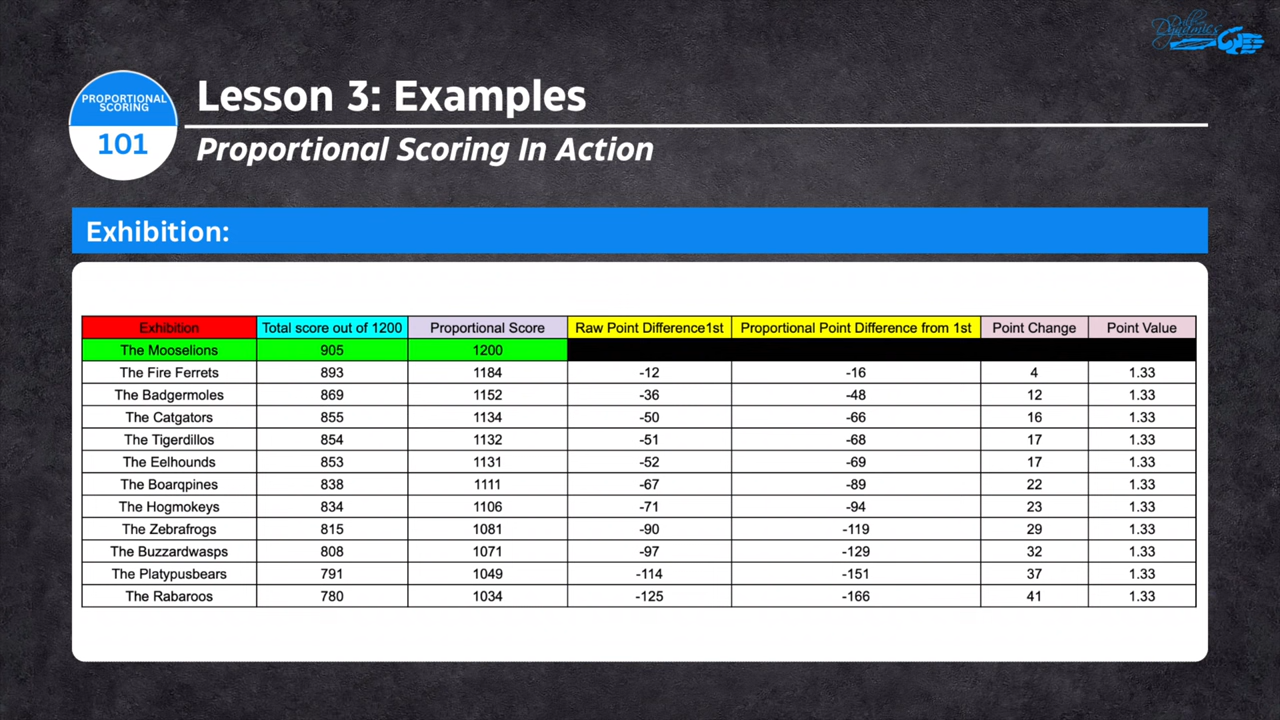 Drill Dynamics
PROPORTIONAL SCORING
101
Lesson 3: Examples
Proportional Scoring In Action
Exhibition:
Exhibition Total score out of 1200 Proportional Score Raw Point Difference1st Proportional Point Difference from 1st Point Change Point Value
The Mooselions 905 1200
The Fire Ferrets 893 1184 -12 -16 4 1.33
The Badgermoles 869 1152 -36 -48 12 1.33
The Catgators 855 1134 -50 -66 16 1.33
The Tigerdillos 854 1132 -51 -68 17 1.33
The Eelhounds 853 1131 -52 -69 17 1.33
The Boarqpines 838 1111 -67 -89 22 1.33
The Hogmokeys 834 1106 -71 -94 23 1.33
The Zebrafrogs 815 1081 -90 -119 29 1.33
The Buzzardwasps 808 1071 -97 -129 32 1.33
The Platypusbears 791 1049 -114 -151 37 1.33
The Rabaroos 780 1034 -125 -166 41 1.33